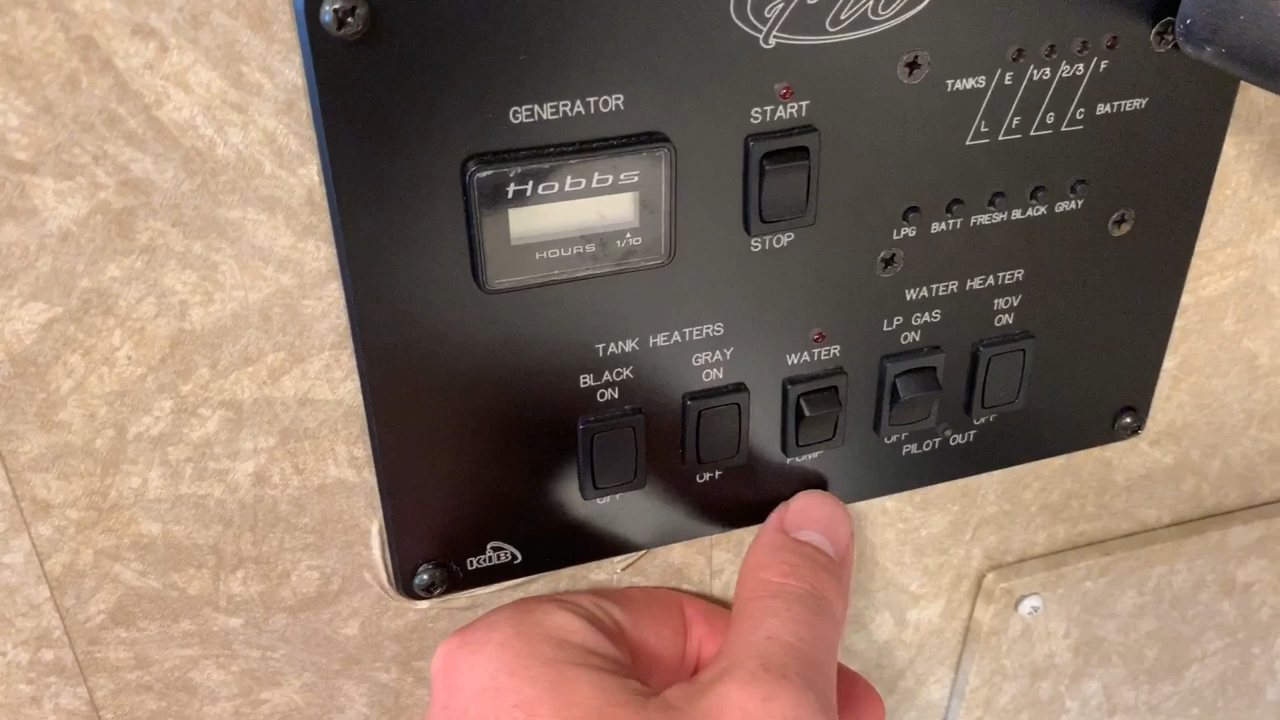 TANKS E 1/3 2/3 F
L F G C BATTERY
GENERATOR
Hobbs
HOURS 1/10
START
STOP
LPG BATT FRESH BLACK GRAY
WATER HEATER
LP GAS
ON
110V
ON
TANK HEATERS
BLACK
ON
OFF
GRAY
ON
OFF
WATER
PUMP
OFF
OFF
PILOT OUT
KIB